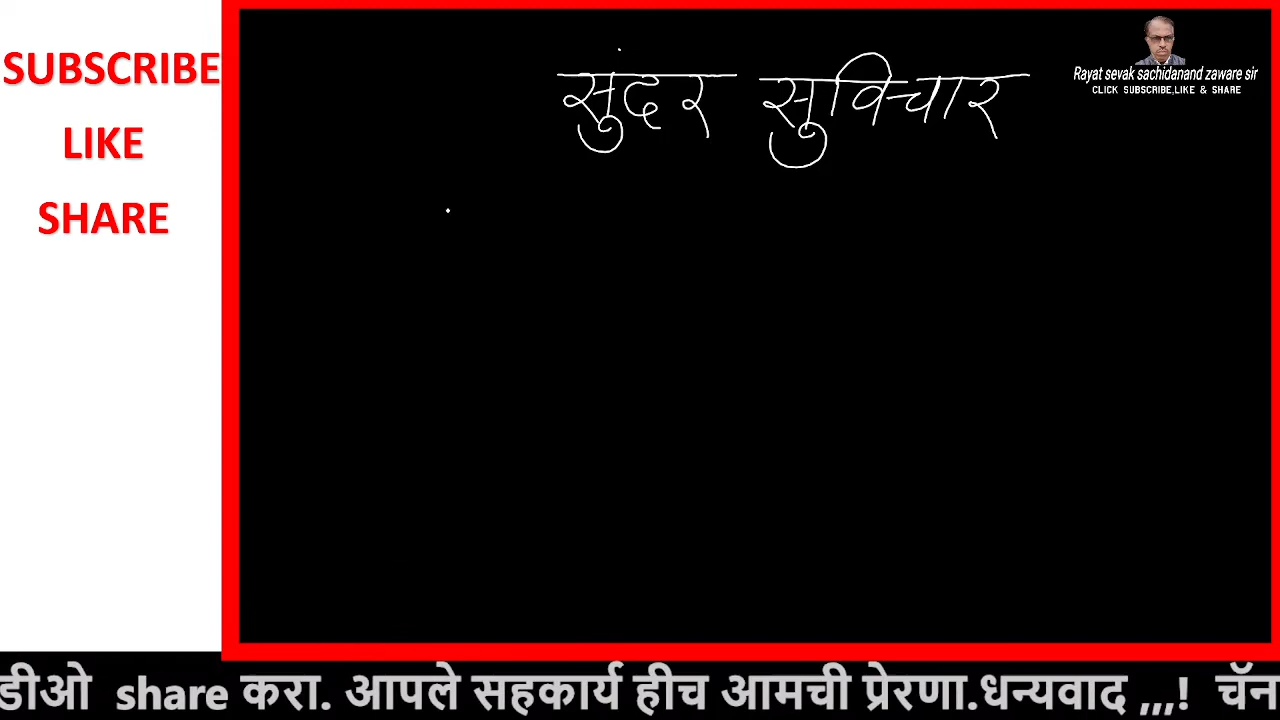 SUBSCRIBE
LIKE
SHARE
सुंदर सुविचार
Rayat sevak sachidanand zaware sir
CLICK SUBSCRIBE,LIKE & SHARE
डीओ share करा. आपले सहकार्य हीच आमची प्रेरणा.धन्यवाद ,,,! चॅन